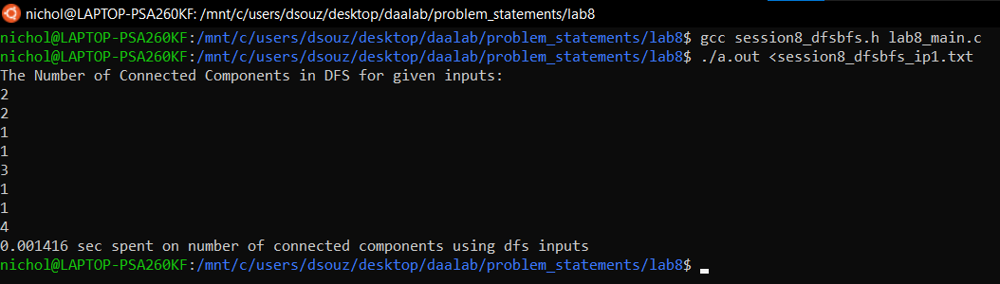 nichol@LAPTOP-PSA260KF: /mnt/c/users/dsouz/desktop/daalab/problem_statements/lab8
nichol@LAPTOP-PSA260KF:/mnt/c/users/dsouz/desktop/daalab/problem_statements/lab8$ gcc session8_dfsbfs.h lab8_main.c
nichol@LAPTOP-PSA260KF:/mnt/c/users/dsouz/desktop/daalab/problem_statements/lab8$ ./a.out <session8_dfsbfs_ip1.txt
The Number of Connected Components in DFS for given inputs:
2
2
1
1
3
1
1
4
0.001416 sec spent on number of connected components using dfs inputs
nichol@LAPTOP-PSA260KF:/mnt/c/users/dsouz/desktop/daalab/problem_statements/lab8$